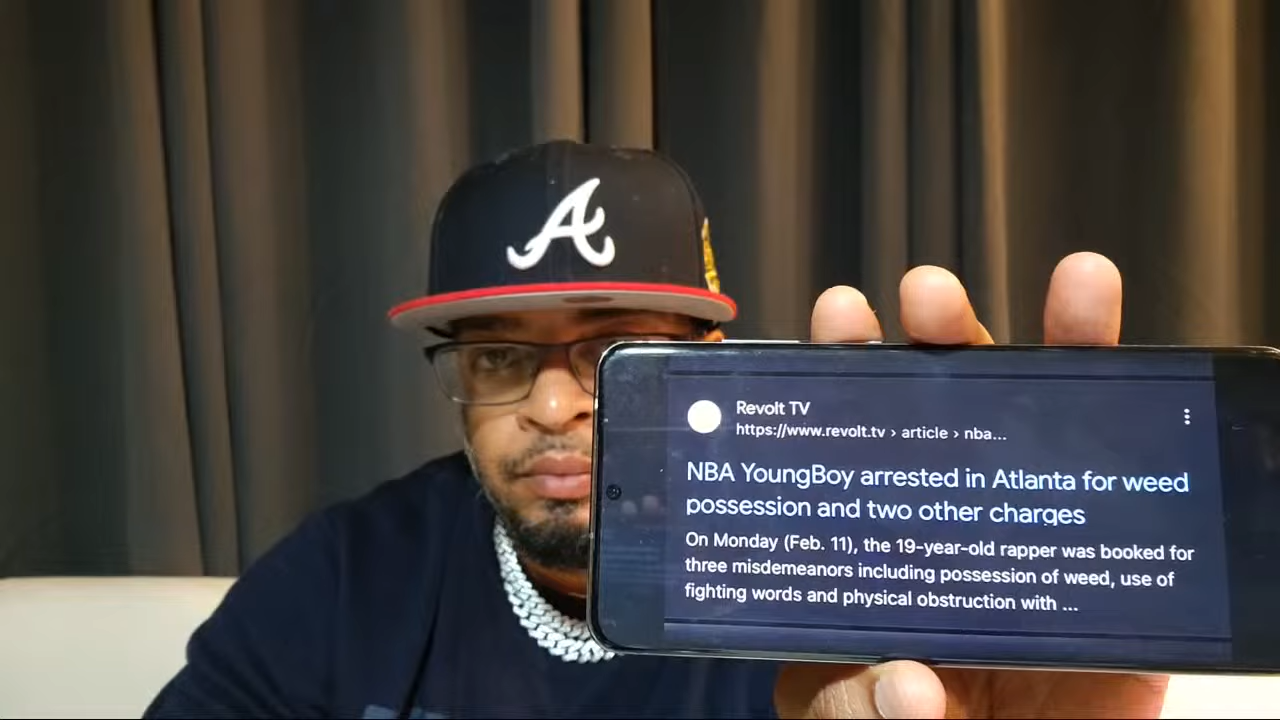 A
Revolt TV
https://www.revolt.tv › article › nba...
NBA YoungBoy arrested in Atlanta for weed
possession and two other charges
On Monday (Feb. 11), the 19-year-old rapper was booked for
three misdemeanors including possession of weed, use of
fighting words and physical obstruction with ...